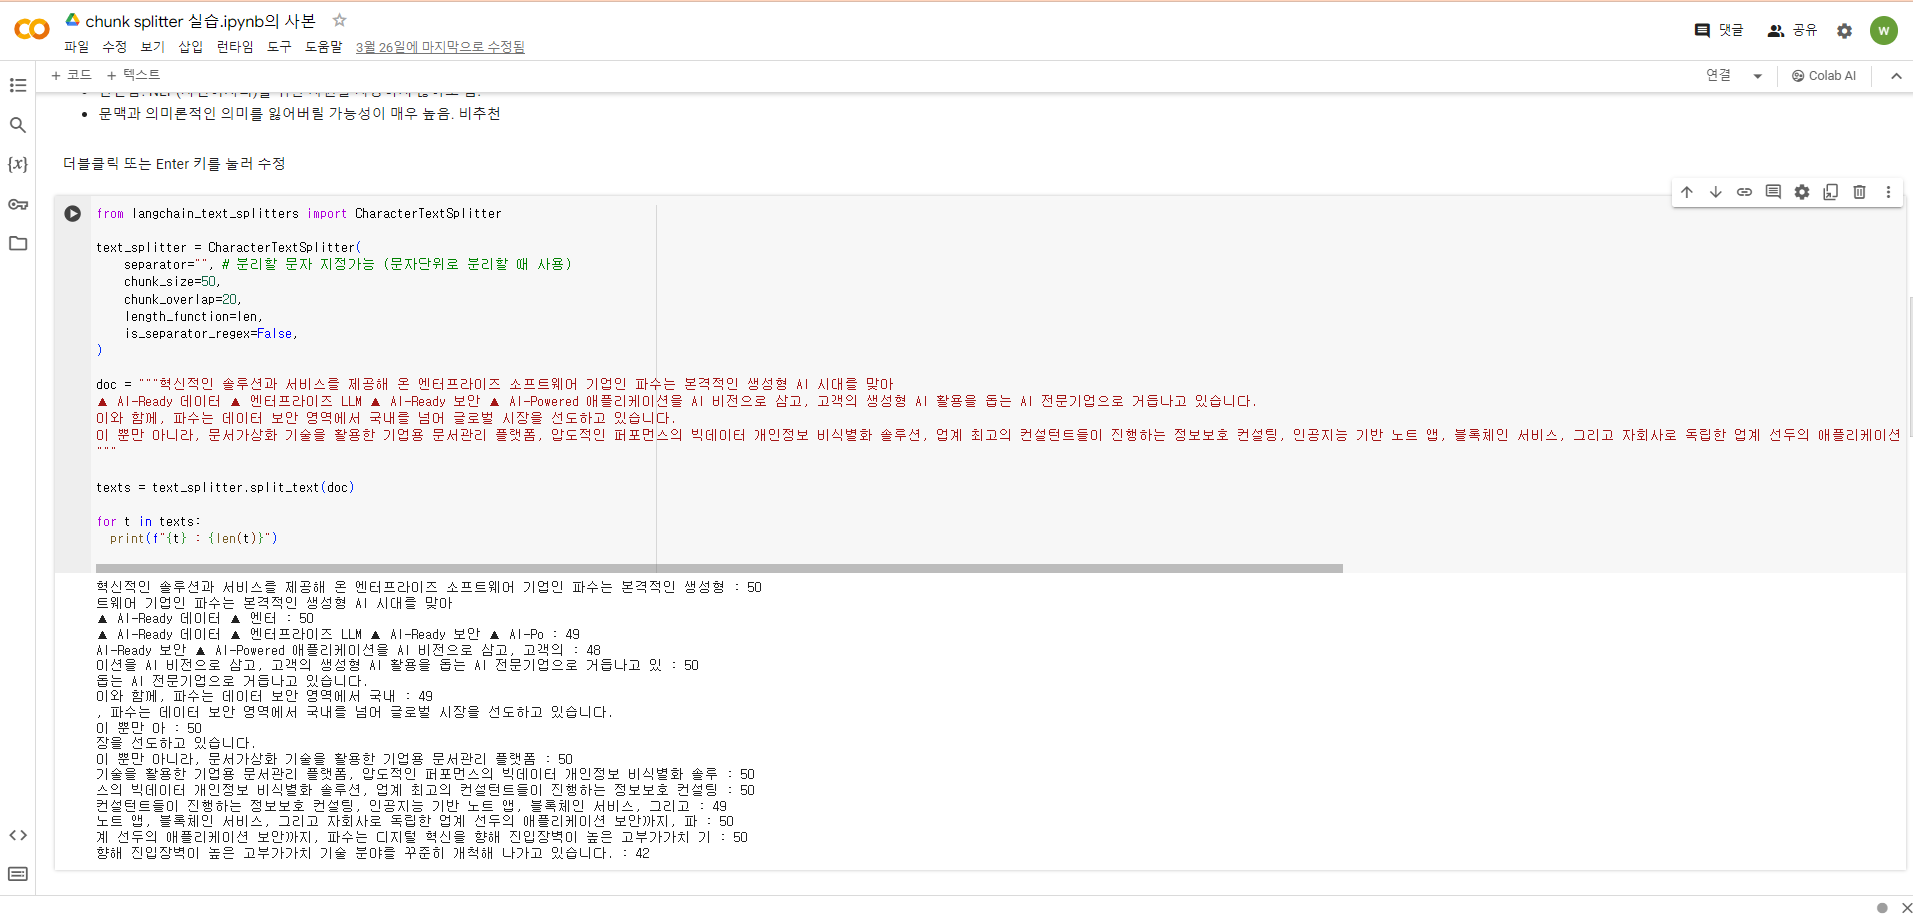 chunk splitter 실습.ipynb의 사본
파일 수정 보기 삽입 런타임 도구 도움말 3월 26일에 마지막으로 수정됨
댓글 공유 W
+ 코드 + 텍스트
연결 Colab AI
문맥과 의미론적인 의미를 잃어버릴 가능성이 매우 높음. 비추천
더블클릭 또는 Enter 키를 눌러 수정
from langchain_text_splitters import CharacterTextSplitter
text_splitter = CharacterTextSplitter(
separator="", # 분리할 문자 지정가능 (문자단위로 분리할 때 사용)
chunk_size=50,
chunk_overlap=20,
length_function=len,
is_separator_regex=False,
)
doc = """혁신적인 솔루션과 서비스를 제공해 온 엔터프라이즈 소프트웨어 기업인 파수는 본격적인 생성형 AI 시대를 맞아
▲ AI-Ready 데이터 ▲ 엔터프라이즈 LLM ▲ AI-Ready 보안 ▲ AI-Powered 애플리케이션을 AI 비전으로 삼고, 고객의 생성형 AI 활용을 돕는 AI 전문기업으로 거듭나고 있습니다.
이와 함께, 파수는 데이터 보안 영역에서 국내를 넘어 글로벌 시장을 선도하고 있습니다.
이 뿐만 아니라, 문서가상화 기술을 활용한 기업용 문서관리 플랫폼, 압도적인 퍼포먼스의 빅데이터 개인정보 비식별화 솔루션, 업계 최고의 컨설턴트들이 진행하는 정보보호 컨설팅, 인공지능 기반 노트 앱, 블록체인 서비스, 그리고 자회사로 독립한 업계 선두의 애플리케이션
"""
texts = text_splitter.split_text(doc)
for t in texts:
print(f"{t} : {len(t)}")
혁신적인 솔루션과 서비스를 제공해 온 엔터프라이즈 소프트웨어 기업인 파수는 본격적인 생성형 : 50
트웨어 기업인 파수는 본격적인 생성형 AI 시대를 맞아
▲ AI-Ready 데이터 ▲ 엔터 : 50
▲ AI-Ready 데이터 ▲ 엔터프라이즈 LLM ▲ AI-Ready 보안 ▲ AI-Po : 49
AI-Ready 보안 ▲ AI-Powered 애플리케이션을 AI 비전으로 삼고, 고객의 : 48
이션을 AI 비전으로 삼고, 고객의 생성형 AI 활용을 돕는 AI 전문기업으로 거듭나고 있 : 50
돕는 AI 전문기업으로 거듭나고 있습니다.
이와 함께, 파수는 데이터 보안 영역에서 국내 : 49
, 파수는 데이터 보안 영역에서 국내를 넘어 글로벌 시장을 선도하고 있습니다.
이 뿐만 아 : 50
장을 선도하고 있습니다.
이 뿐만 아니라, 문서가상화 기술을 활용한 기업용 문서관리 플랫폼 : 50
기술을 활용한 기업용 문서관리 플랫폼, 압도적인 퍼포먼스의 빅데이터 개인정보 비식별화 솔루 : 50
스의 빅데이터 개인정보 비식별화 솔루션, 업계 최고의 컨설턴트들이 진행하는 정보보호 컨설팅 : 50
컨설턴트들이 진행하는 정보보호 컨설팅, 인공지능 기반 노트 앱, 블록체인 서비스, 그리고 : 49
노트 앱, 블록체인 서비스, 그리고 자회사로 독립한 업계 선두의 애플리케이션 보안까지, 파 : 50
계 선두의 애플리케이션 보안까지, 파수는 디지털 혁신을 향해 진입장벽이 높은 고부가가치 기 : 50
향해 진입장벽이 높은 고부가가치 기술 분야를 꾸준히 개척해 나가고 있습니다. : 42